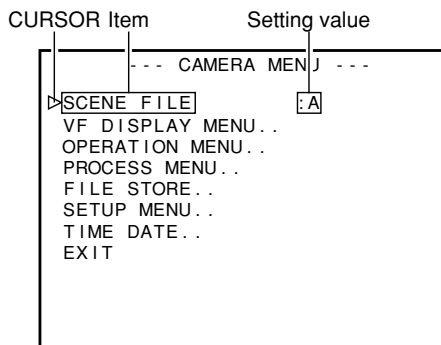 CURSOR Item Setting value
--- CAMERA MENU ---
SCENE FILE :A
VF DISPLAY MENU..
OPERATION MENU..
PROCESS MENU..
FILE STORE..
SETUP MENU..
TIME DATE..
EXIT